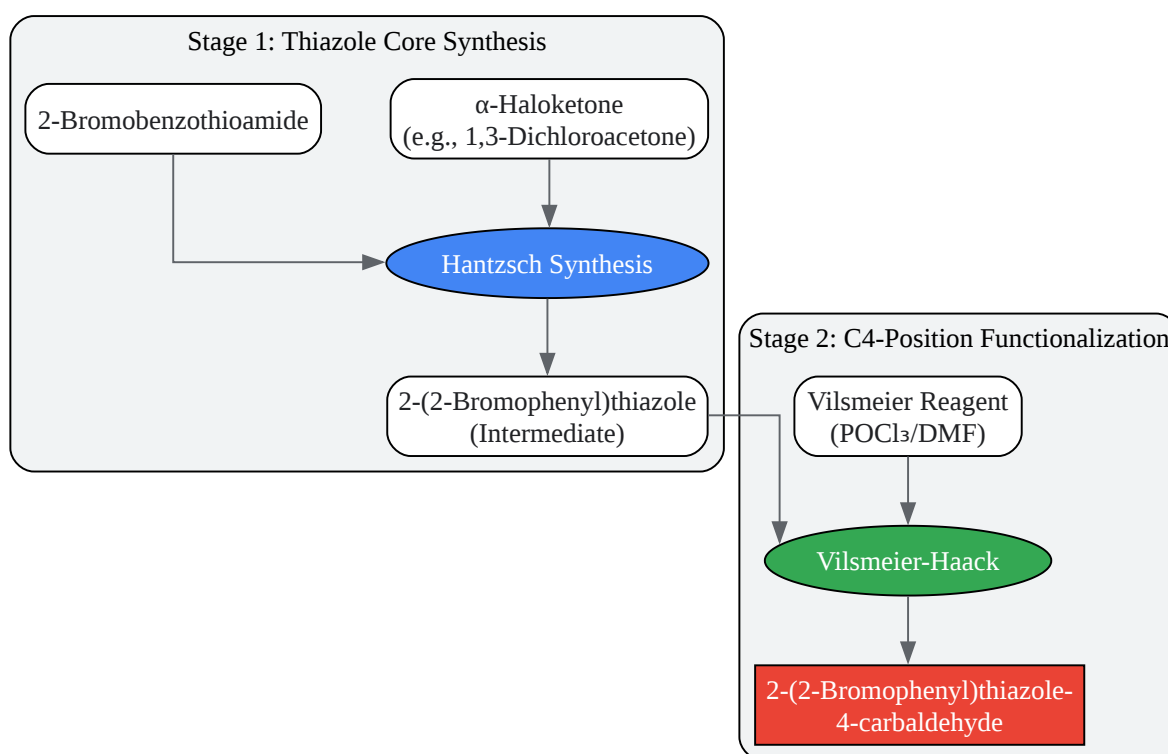 Stage 1: Thiazole Core Synthesis
2-Bromobenzothioamide
α-Haloketone
(e.g., 1,3-Dichloroacetone)
Hantzsch Synthesis
2-(2-Bromophenyl)thiazole
(Intermediate)
Stage 2: C4-Position Functionalization
Vilsmeier Reagent
(POCl₃/DMF)
Vilsmeier-Haack
2-(2-Bromophenyl)thiazole-
4-carbaldehyde